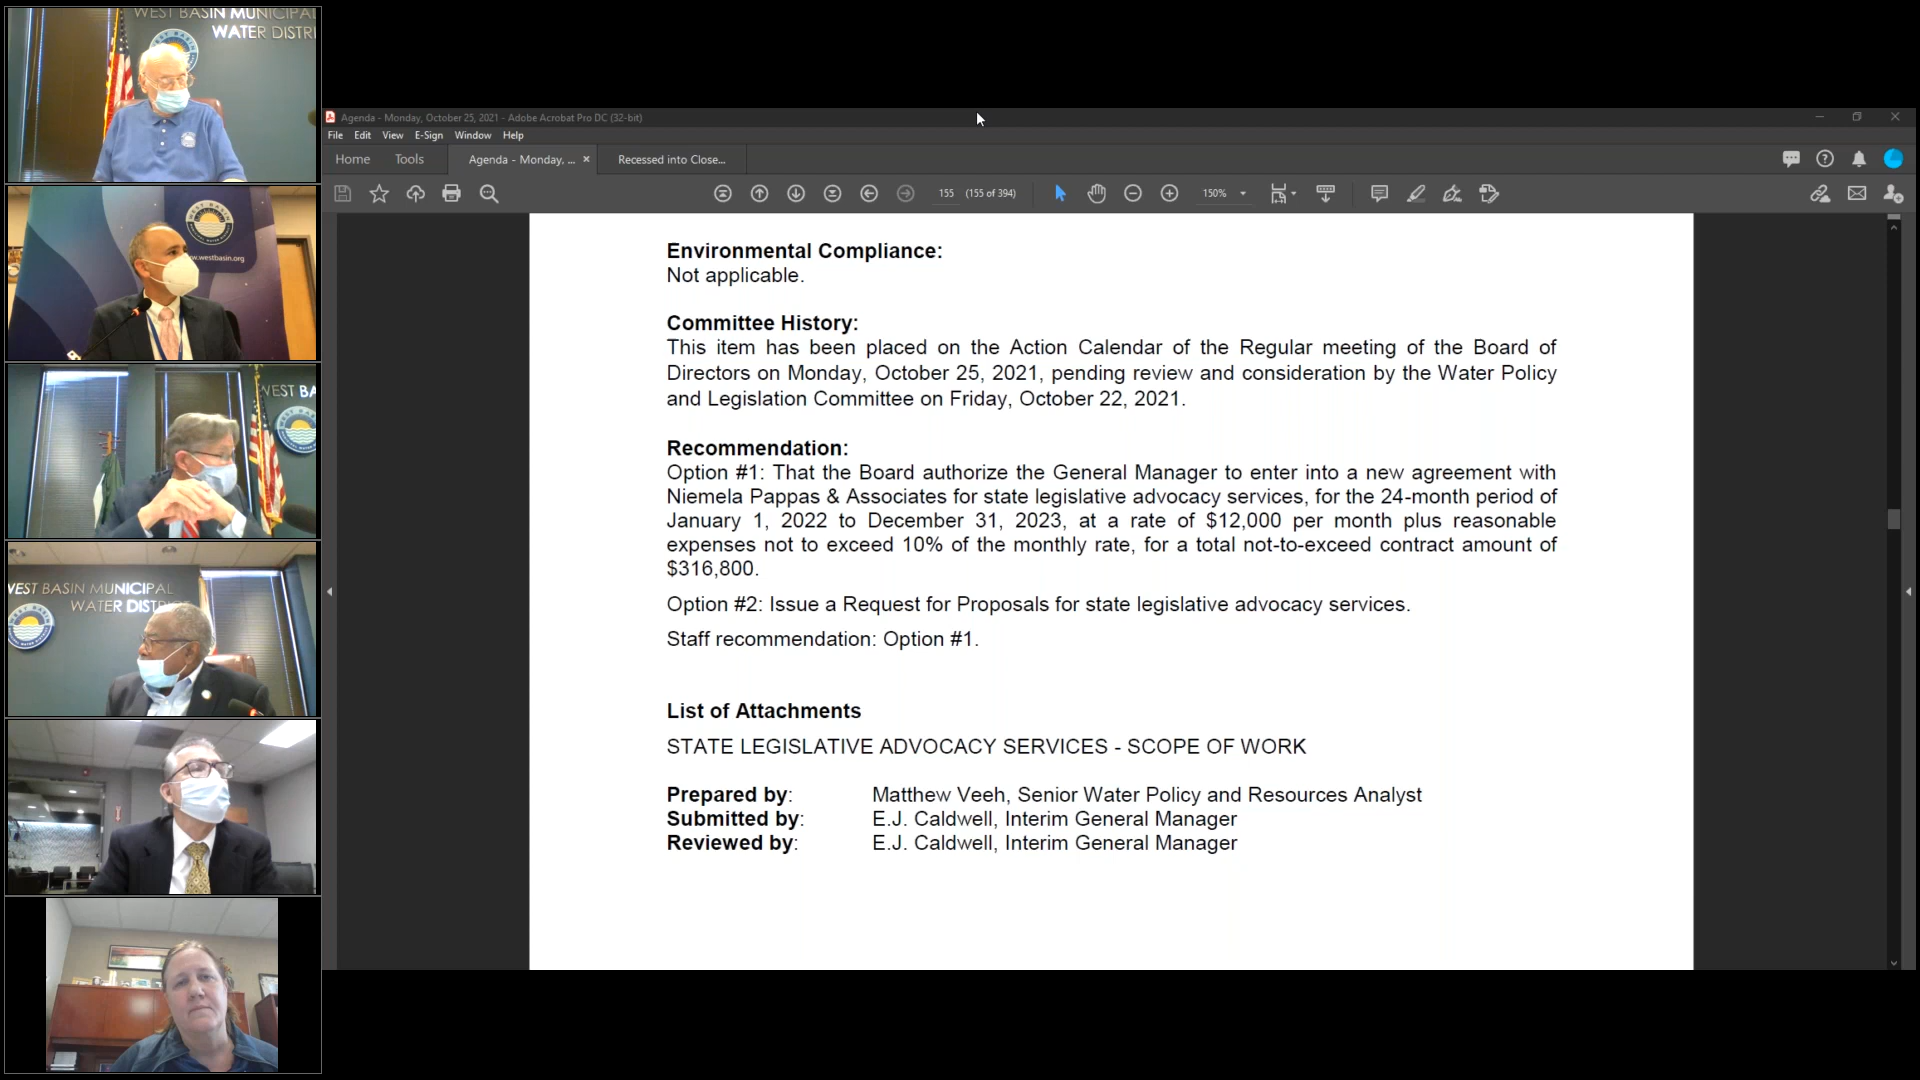 WEST BASIN MUNICIPAL
WATER DISTRI
WEST BASIN
w.westbasin.org
WEST BA
WEST BASIN MUNICIPAL
WATER DISTRICT
Agenda - Monday, October 25, 2021 - Adobe Acrobat Pro DC (32-bit)
File Edit View E-Sign Window Help
Home Tools Agenda - Monday, ... × Recessed into Close...
155 (155 of 394) 150%
Environmental Compliance:
Not applicable.
Committee History:
This item has been placed on the Action Calendar of the Regular meeting of the Board of
Directors on Monday, October 25, 2021, pending review and consideration by the Water Policy
and Legislation Committee on Friday, October 22, 2021.
Recommendation:
Option #1: That the Board authorize the General Manager to enter into a new agreement with
Niemela Pappas & Associates for state legislative advocacy services, for the 24-month period of
January 1, 2022 to December 31, 2023, at a rate of $12,000 per month plus reasonable
expenses not to exceed 10% of the monthly rate, for a total not-to-exceed contract amount of
$316,800.
Option #2: Issue a Request for Proposals for state legislative advocacy services.
Staff recommendation: Option #1.
List of Attachments
STATE LEGISLATIVE ADVOCACY SERVICES - SCOPE OF WORK
Prepared by: Matthew Veeh, Senior Water Policy and Resources Analyst
Submitted by: E.J. Caldwell, Interim General Manager
Reviewed by: E.J. Caldwell, Interim General Manager